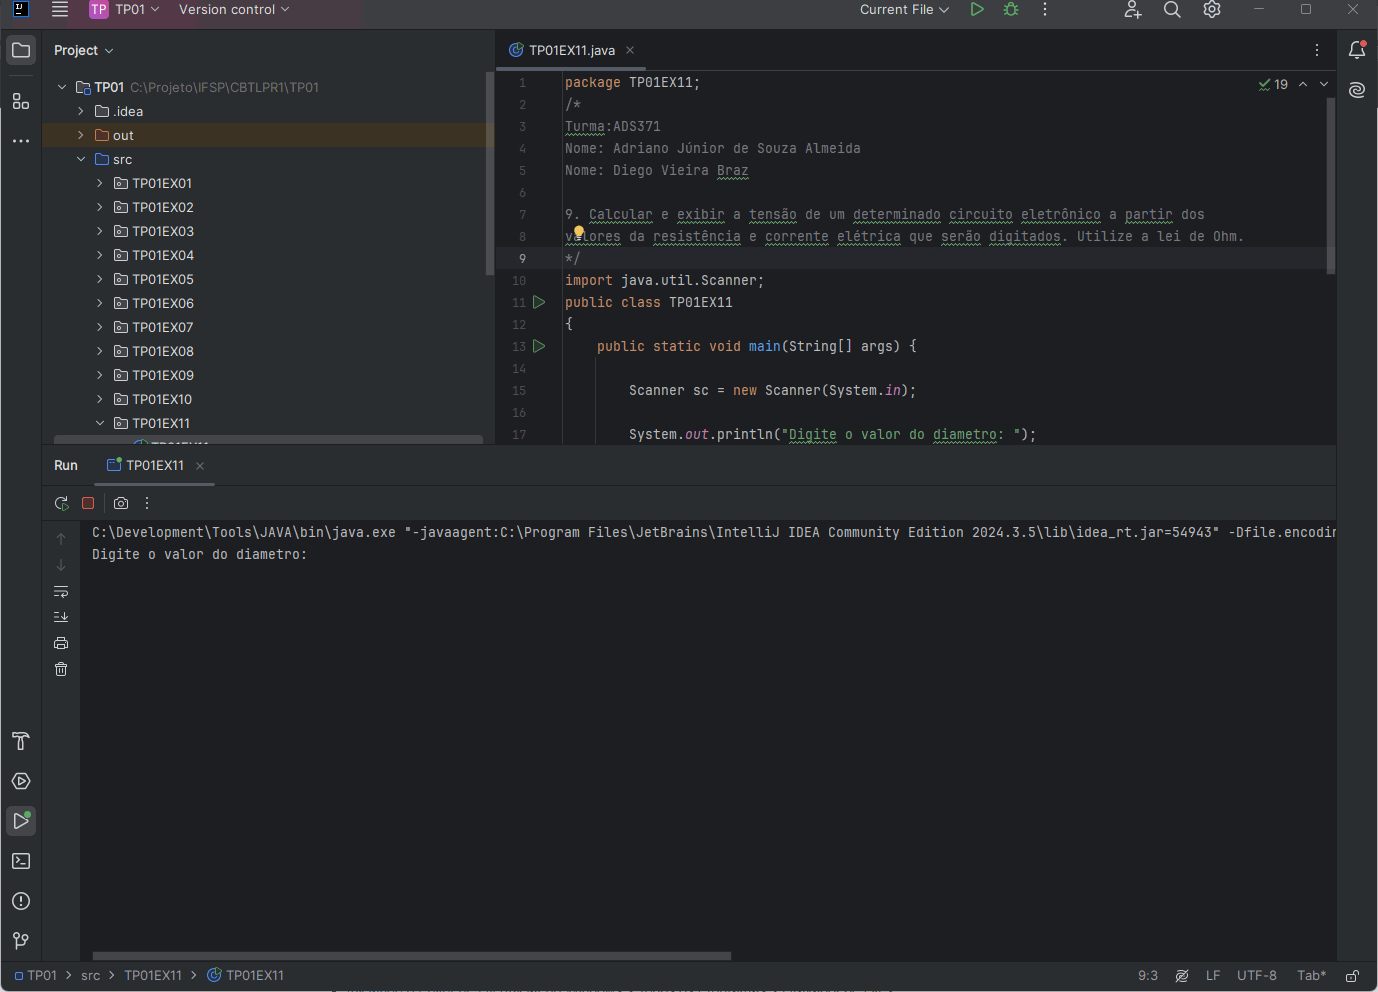 IJ
TP TP01 Version control Current File
Project
TP01EX11.java
TP01 C:\Projeto\IFSP\CBTLPR1\TP01
.idea
out
src
TP01EX01
TP01EX02
TP01EX03
TP01EX04
TP01EX05
TP01EX06
TP01EX07
TP01EX08
TP01EX09
TP01EX10
TP01EX11
19
1 package TP01EX11;
2 /*
3 Turma:ADS371
4 Nome: Adriano Júnior de Souza Almeida
5 Nome: Diego Vieira Braz
6
7 9. Calcular e exibir a tensão de um determinado circuito eletrônico a partir dos
8 valores da resistência e corrente elétrica que serão digitados. Utilize a lei de Ohm.
9 */
10 import java.util.Scanner;
11 public class TP01EX11
12 {
13 public static void main(String[] args) {
14
15 Scanner sc = new Scanner(System.in);
16
17 System.out.println("Digite o valor do diametro: ");
Run TP01EX11
C:\Development\Tools\JAVA\bin\java.exe "-javaagent:C:\Program Files\JetBrains\IntelliJ IDEA Community Edition 2024.3.5\lib\idea_rt.jar=54943" -Dfile.encodin
Digite o valor do diametro:
TP01 > src > TP01EX11 > TP01EX11 9:3 LF UTF-8 Tab*